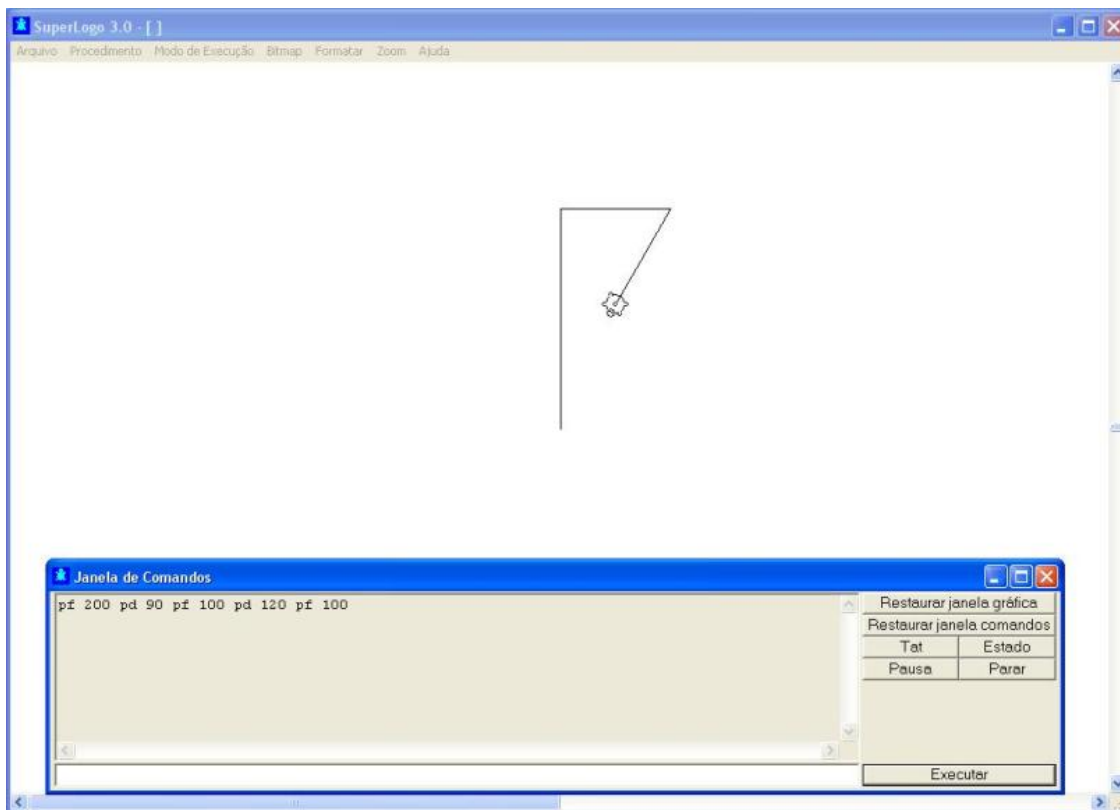 SuperLogo 3.0 - [ ]
Arquivo Procedimento Modo de Execução Bitmap Formatar Zoom Ajuda
Janela de Comandos
pf 200 pd 90 pf 100 pd 120 pf 100
Restaurar janela gráfica
Restaurar janela comandos
Tat Estado
Pausa Parar
Executar